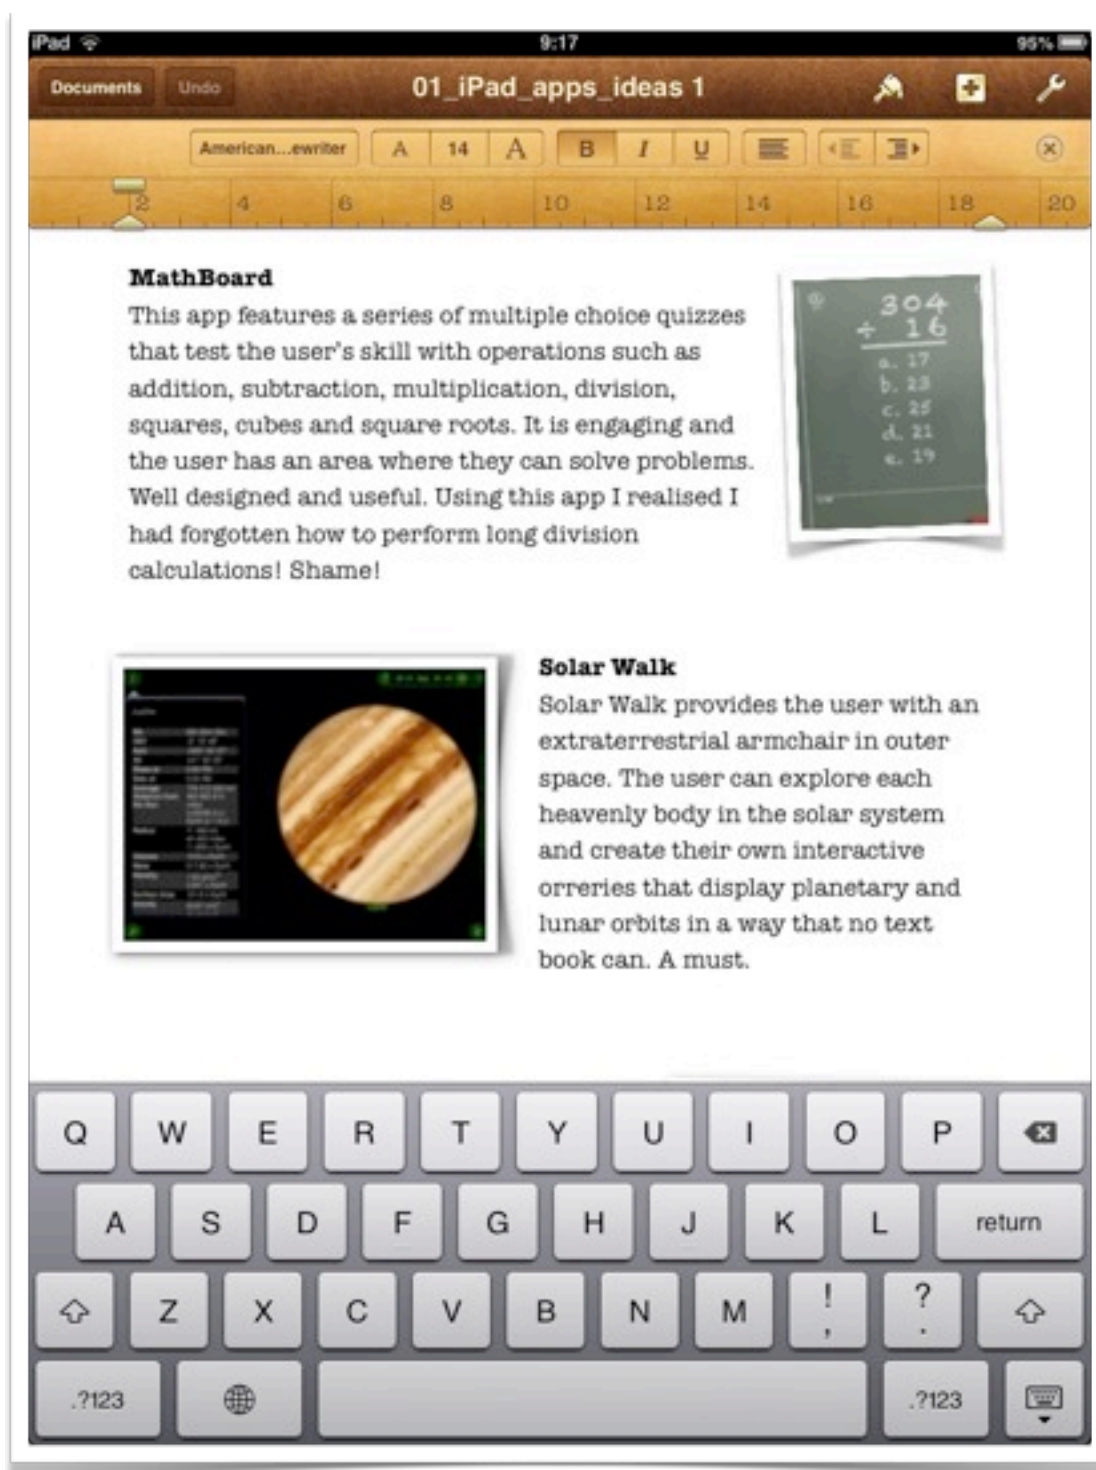 iPad 9:17 95%
Documents Undo 01_iPad_apps_ideas 1
American...ewriter A 14 A B I U
2 4 6 8 10 12 14 16 18 20
MathBoard
This app features a series of multiple choice quizzes
that test the user's skill with operations such as
addition, subtraction, multiplication, division,
squares, cubes and square roots. It is engaging and
the user has an area where they can solve problems.
Well designed and useful. Using this app I realised I
had forgotten how to perform long division
calculations! Shame!
304
÷ 16
a. 17
b. 23
c. 25
d. 21
e. 19
Solar Walk
Solar Walk provides the user with an
extraterrestrial armchair in outer
space. The user can explore each
heavenly body in the solar system
and create their own interactive
orreries that display planetary and
lunar orbits in a way that no text
book can. A must.
Q W E R T Y U I O P
A S D F G H J K L return
Z X C V B N M ! , ? .
.?123 .?123